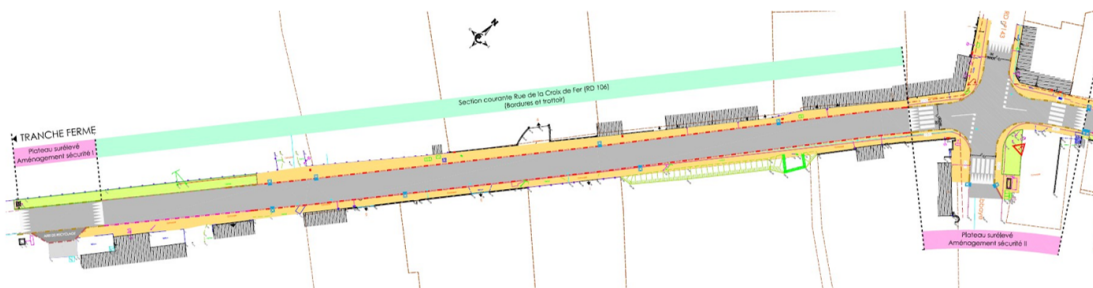 N
Section courante Rue de la Croix de Fer (RD 106)
(Bordures et trottoir)
TRANCHE FERME
Plateau surélevé
Aménagement sécurité I
Plateau surélevé
Aménagement sécurité II